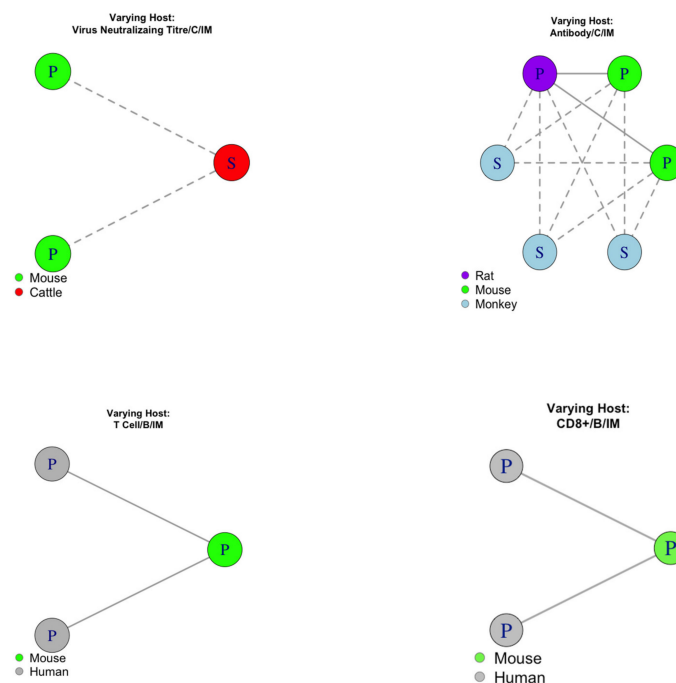 Varying Host:
Virus Neutralizaing Titre/C/IM
P
S
P
Mouse
Cattle
Varying Host:
Antibody/C/IM
P
P
S
P
S
S
Rat
Mouse
Monkey
Varying Host:
T Cell/B/IM
P
P
P
Mouse
Human
Varying Host:
CD8+/B/IM
P
P
P
Mouse
Human